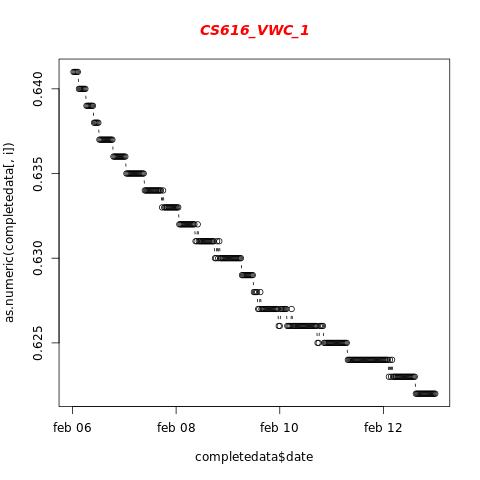 CS616_VWC_1
as.numeric(completedata[, i])
0.640
0.635
0.630
0.625
feb 06
feb 08
feb 10
feb 12
completedata$date